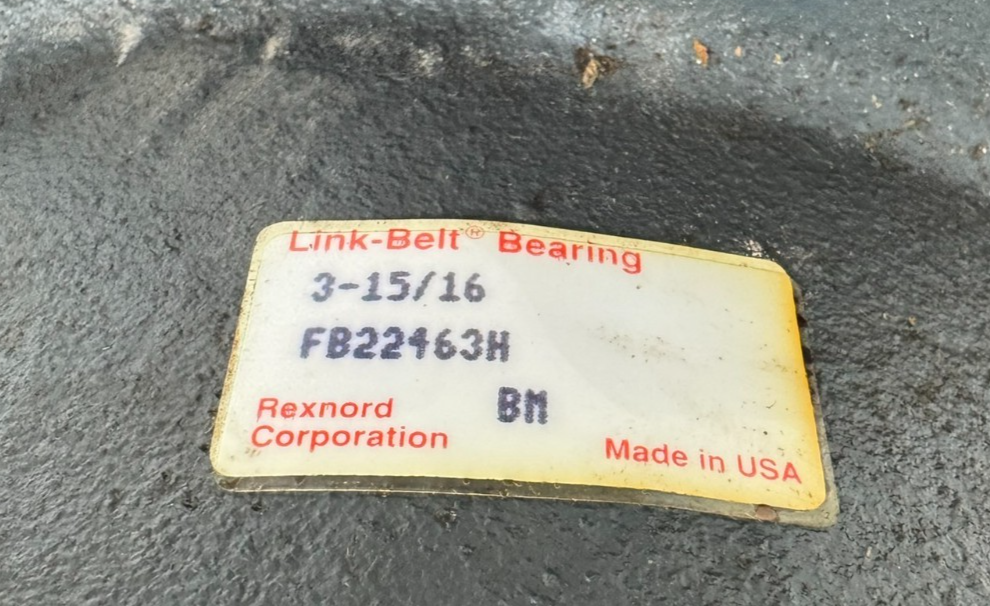 Link-Belt® Bearing
3-15/16
FB22463H
BM
Rexnord
Corporation
Made in USA